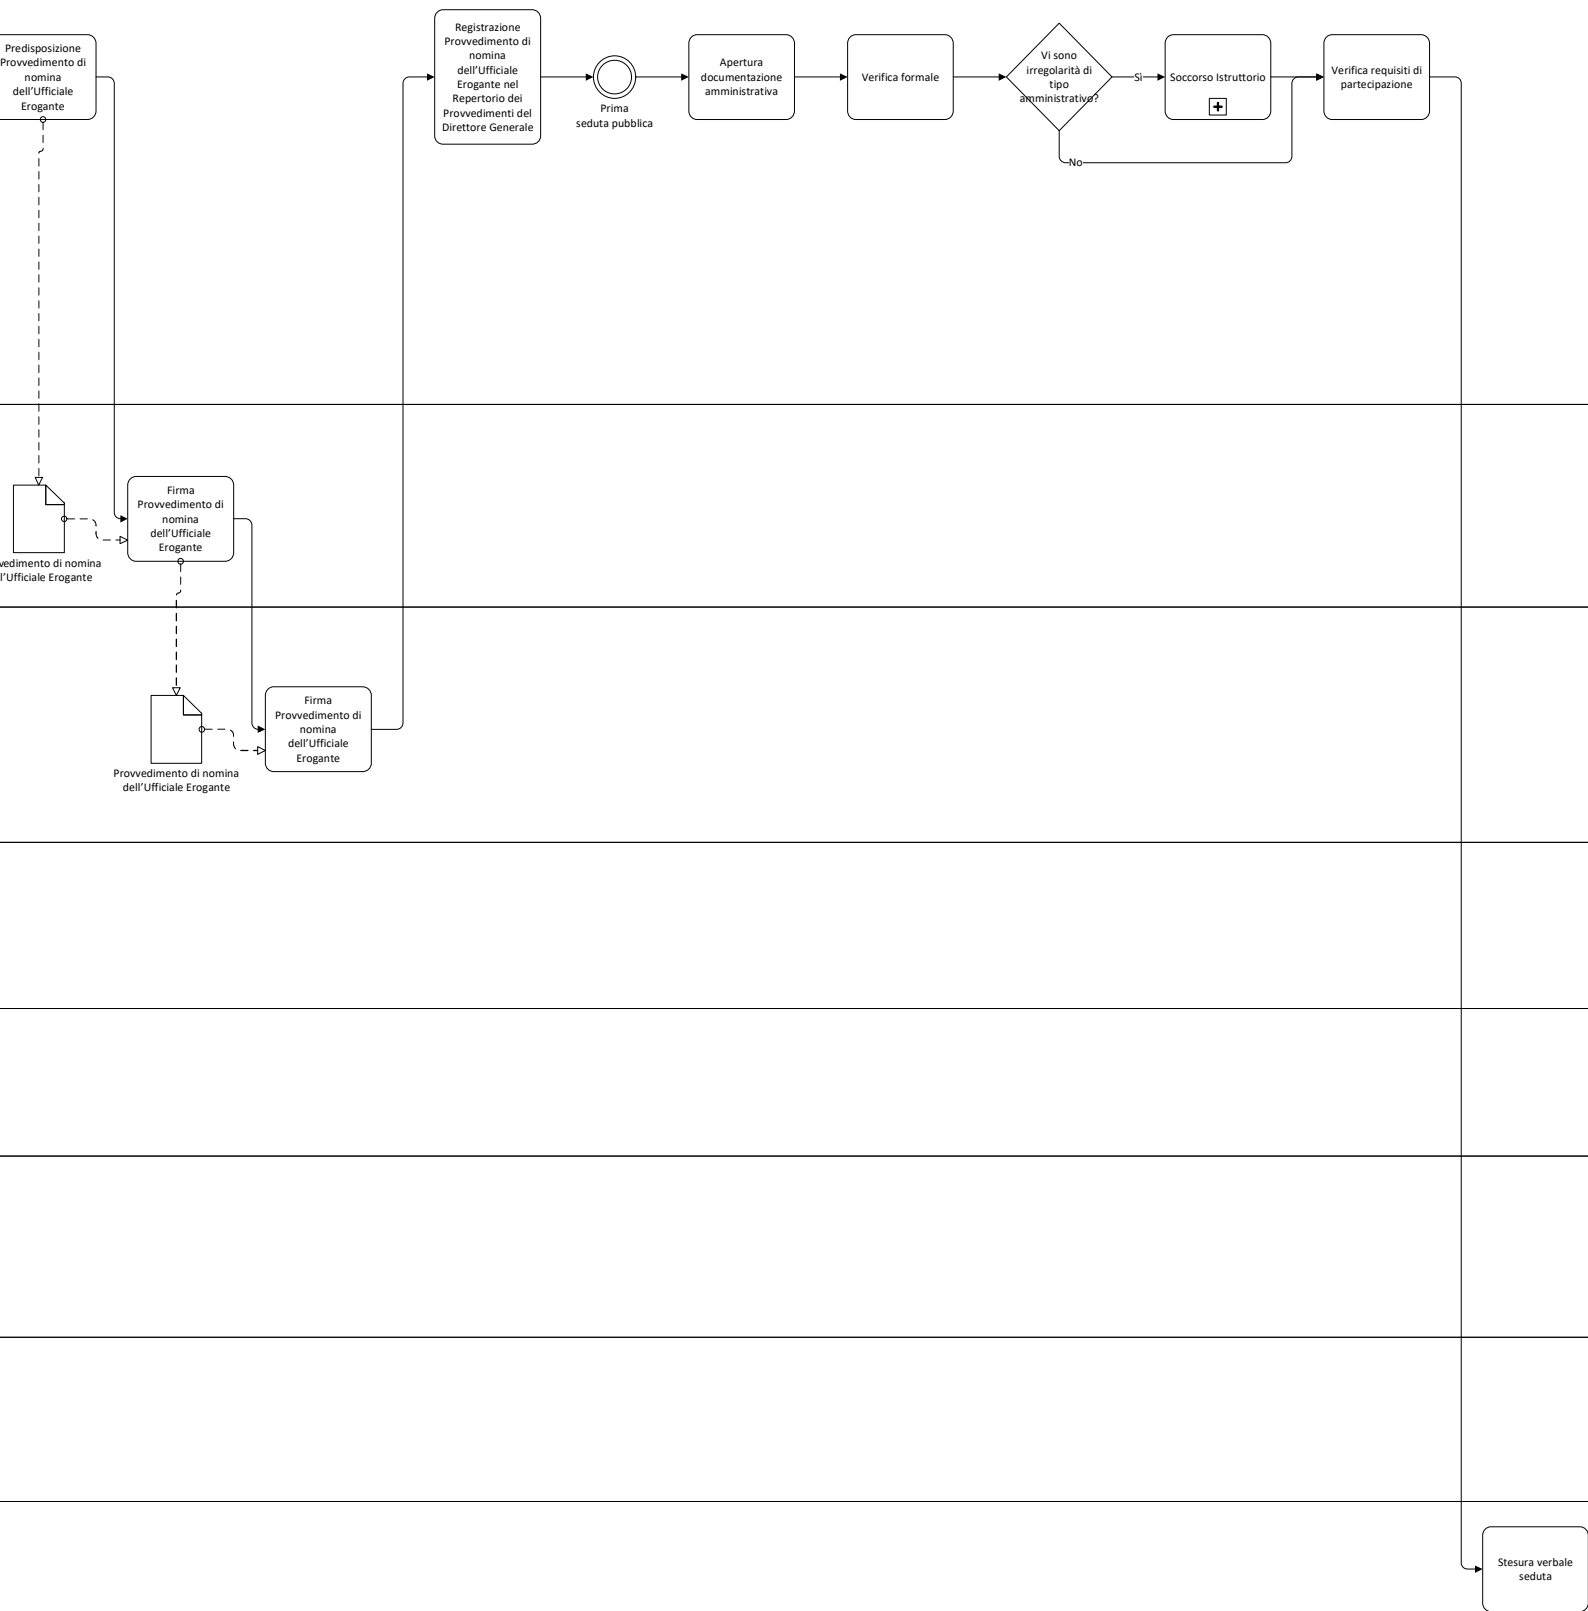 Predisposizione
Provvedimento di
nomina
dell'Ufficiale
Erogante
Registrazione
Provvedimento di
nomina
dell'Ufficiale
Erogante nel
Repertorio dei
Provvedimenti del
Direttore Generale
Prima
seduta pubblica
Apertura
documentazione
amministrativa
Verifica formale
Vi sono
irregolarità di
tipo
amministrativo?
Sì
No
Soccorso Istruttorio
Verifica requisiti di
partecipazione
vedimento di nomina
l'Ufficiale Erogante
Firma
Provvedimento di
nomina
dell'Ufficiale
Erogante
Provvedimento di nomina
dell'Ufficiale Erogante
Firma
Provvedimento di
nomina
dell'Ufficiale
Erogante
Stesura verbale
seduta